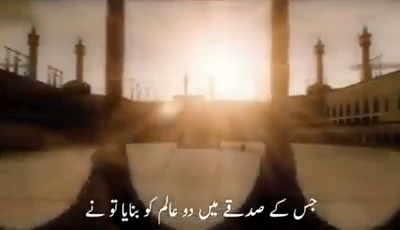 جس کے صدقے میں دو عالم کو بنایا تو نے